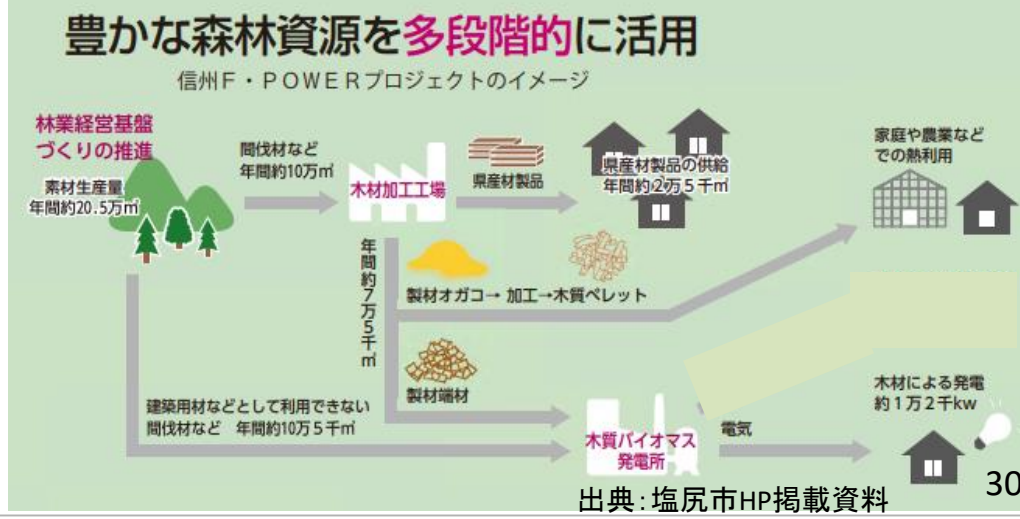 豊かな森林資源を多段階的に活用
信州F・POWERプロジェクトのイメージ
林業経営基盤
づくりの推進
素材生産量
年間約20.5万㎥
間伐材など
年間約10万㎥
木材加工工場
県産材製品
県産材製品の供給
年間約2万5千㎥
家庭や農業など
での熱利用
年間約7万5千㎥
製材オガコ→ 加工→木質ペレット
製材端材
建築用材などとして利用できない
間伐材など 年間約10万5千㎥
木質バイオマス
発電所
電気
木材による発電
約1万2千kw
出典:塩尻市HP掲載資料
30